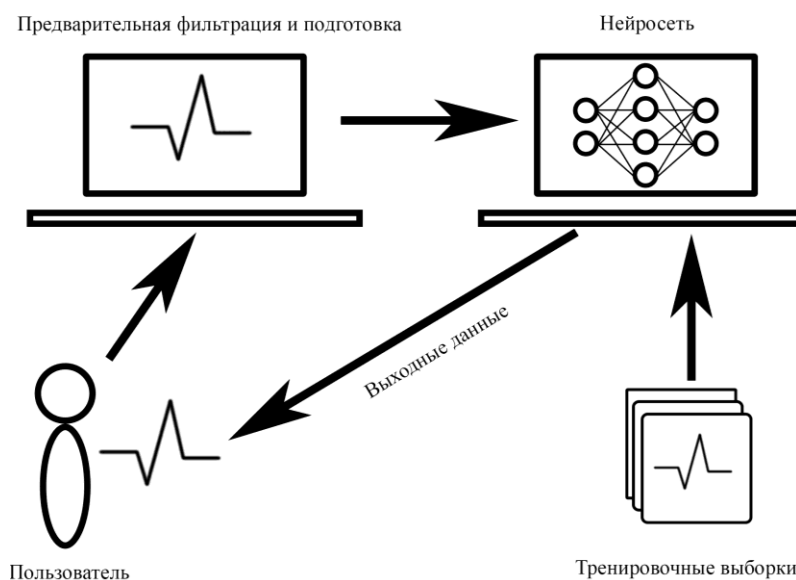 Предварительная фильтрация и подготовка
Нейросеть
Выходные данные
Пользователь
Тренировочные выборки